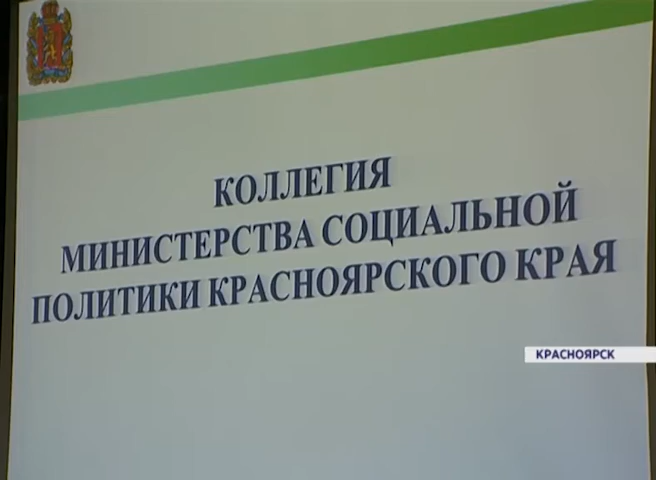 КОЛЛЕГИЯ
МИНИСТЕРСТВА СОЦИАЛЬНОЙ
ПОЛИТИКИ КРАСНОЯРСКОГО КРАЯ
КРАСНОЯРСК